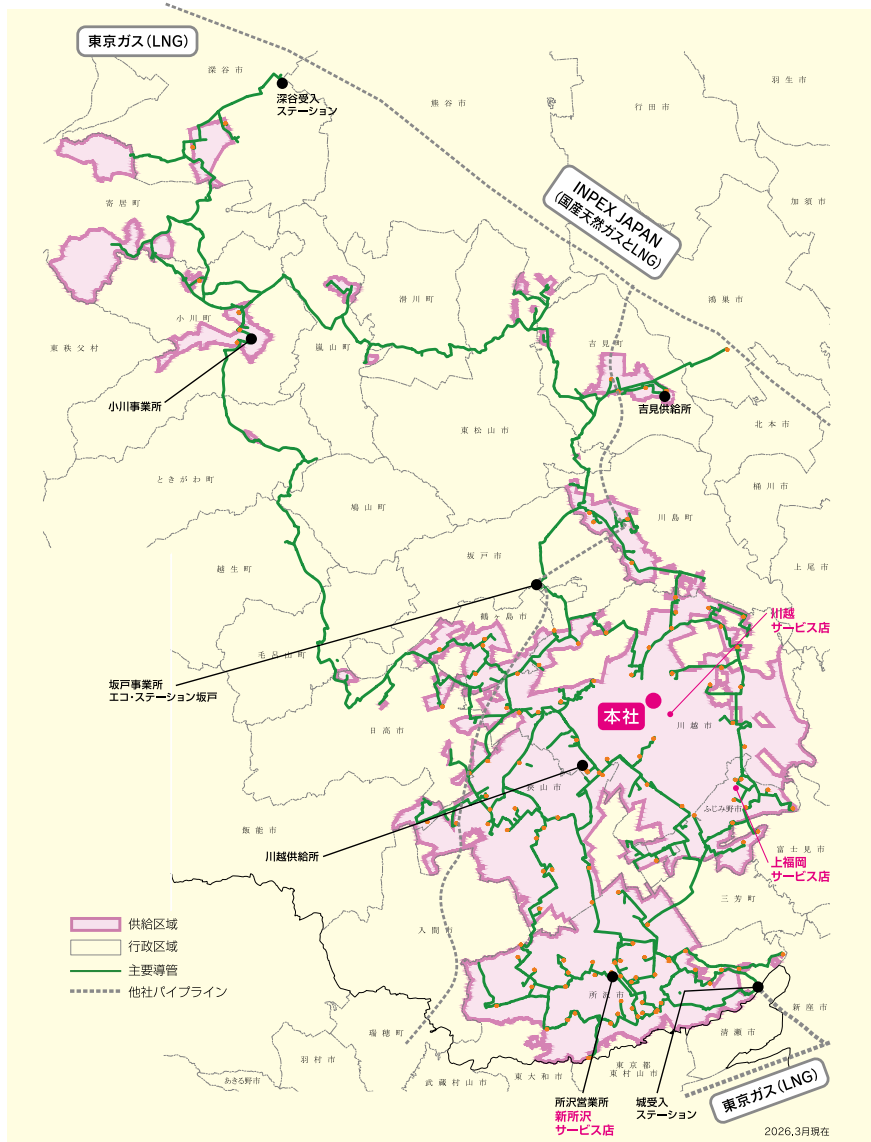 東京ガス(LNG)
深谷市
深谷受入
ステーション
熊谷市
行田市
羽生市
加須市
INPEX JAPAN
(国産天然ガスとLNG)
鴻巣市
寄居町
小川町
滑川町
嵐山町
東秩父村
吉見町
小川事業所
吉見供給所
北本市
東松山市
ときがわ町
桶川市
鳩山町
川島町
越生町
坂戸市
上尾市
鶴ヶ島市
川越
サービス店
毛呂山町
坂戸事業所
エコ・ステーション坂戸
本社
川越市
日高市
狭山市
ふじみ野市
飯能市
川越供給所
富士見市
上福岡
サービス店
三芳町
供給区域
行政区域
主要導管
他社パイプライン
入間市
所沢市
新座市
清瀬市
瑞穂町
羽村市
あきる野市
武蔵村山市
東大和市
東京都
東村山市
東京ガス(LNG)
所沢営業所
新所沢
サービス店
城受入
ステーション
2026,3月現在